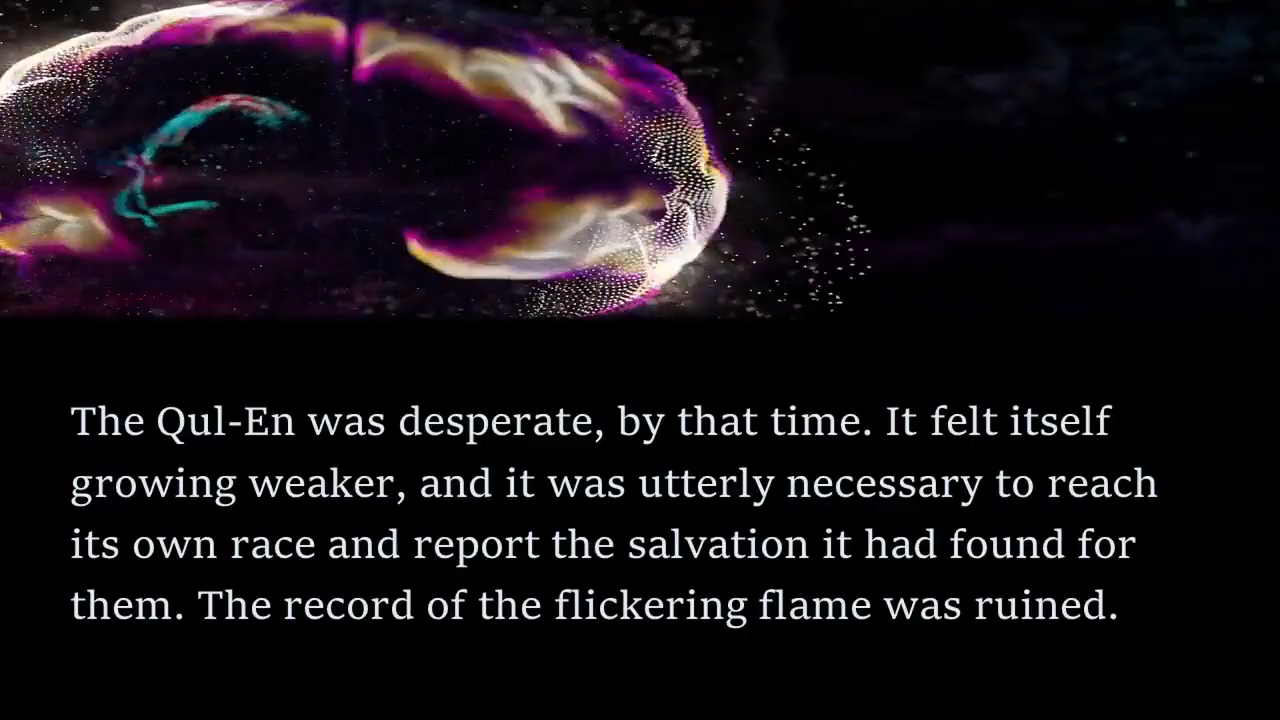 The Qul-En was desperate, by that time. It felt itself
growing weaker, and it was utterly necessary to reach
its own race and report the salvation it had found for
them. The record of the flickering flame was ruined.